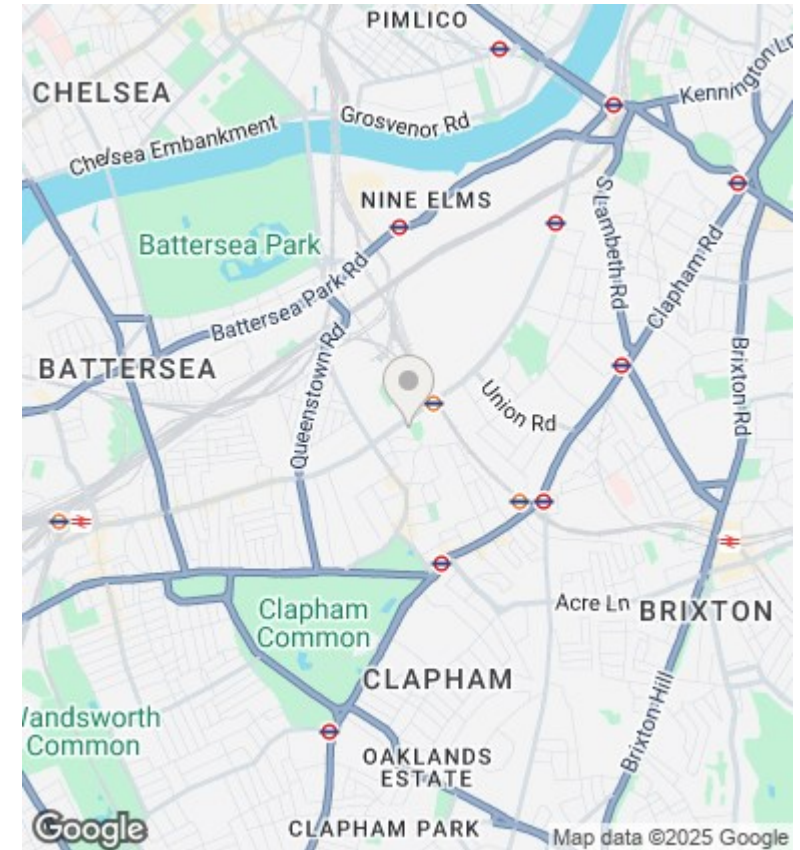 PIMLICO
CHELSEA
Kennington Ln
Grosvenor Rd
Chelsea Embankment
NINE ELMS
S Lambeth Rd
Battersea Park
Clapham Rd
Battersea Park Rd
BATTERSEA
Queenstown Rd
Union Rd
Brixton Rd
Clapham
Common
Acre Ln
BRIXTON
CLAPHAM
Wandsworth
Common
Brixton Hill
OAKLANDS
ESTATE
Google
CLAPHAM PARK
Map data ©2025 Google